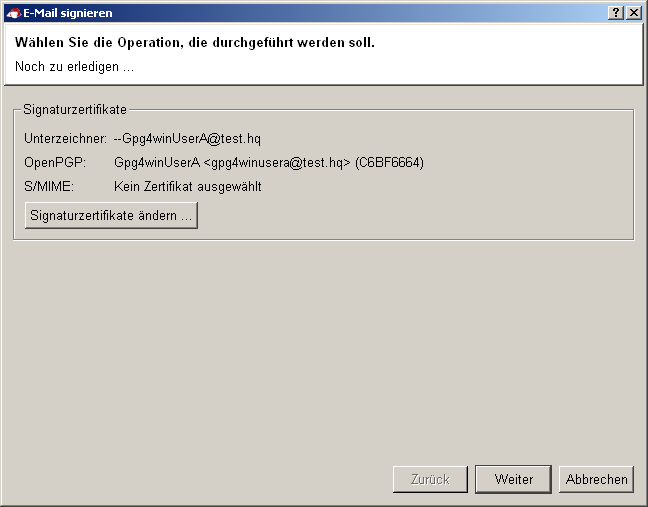 E-Mail signieren
Wählen Sie die Operation, die durchgeführt werden soll.
Noch zu erledigen ...
Signaturzertifikate
Unterzeichner: --Gpg4winUserA@test.hq
OpenPGP: Gpg4winUserA <gpg4winusera@test.hq> (C6BF6664)
S/MIME: Kein Zertifikat ausgewählt
Signaturzertifikate ändern ...
Zurück Weiter Abbrechen